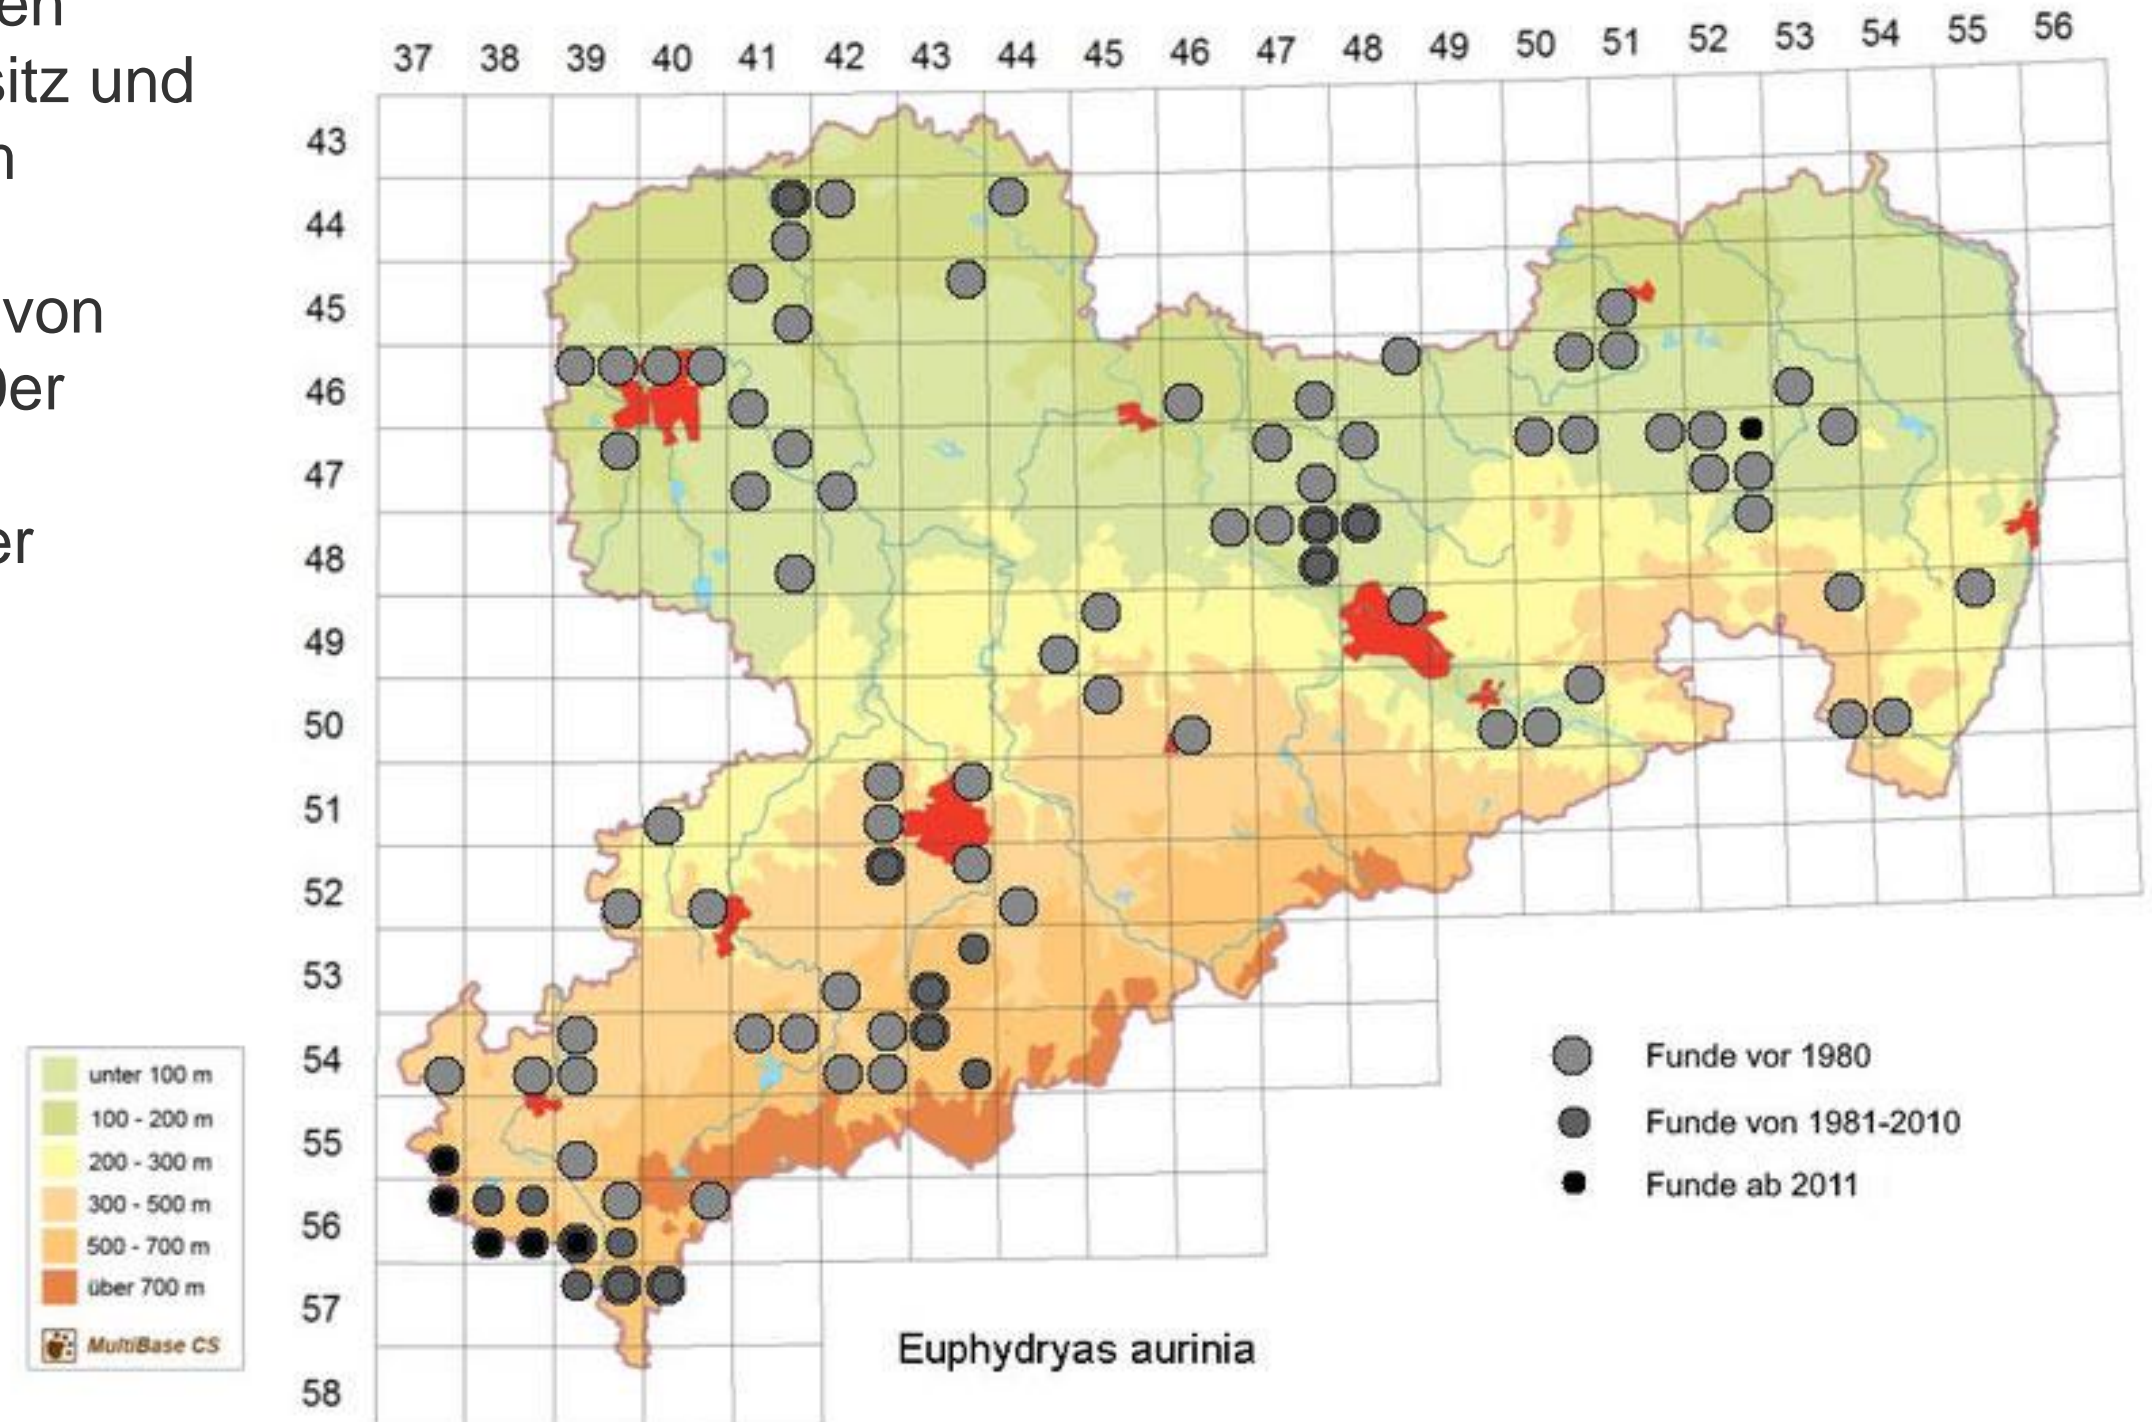 en
sitz und
n
von
0er
er
37 38 39 40 41 42 43 44 45 46 47 48 49 50 51 52 53 54 55 56
43
44
45
46
47
48
49
50
51
52
53
54
55
56
57
58
unter 100 m
100 - 200 m
200 - 300 m
300 - 500 m
500 - 700 m
über 700 m
MultiBase CS
Funde vor 1980
Funde von 1981-2010
Funde ab 2011
Euphydryas aurinia